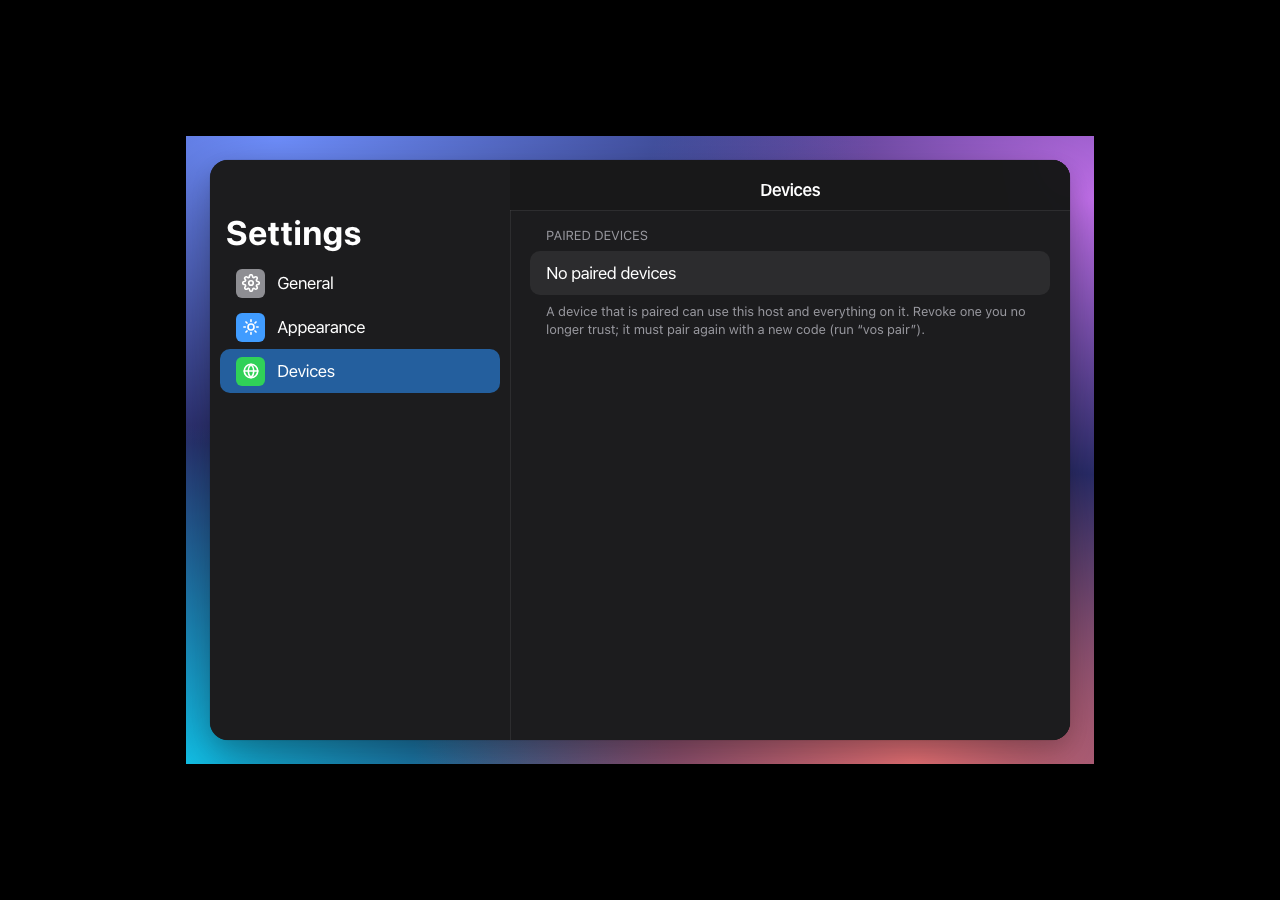 Settings
General
Appearance
Devices
Devices
PAIRED DEVICES
No paired devices
A device that is paired can use this host and everything on it. Revoke one you no
longer trust; it must pair again with a new code (run “vos pair”).